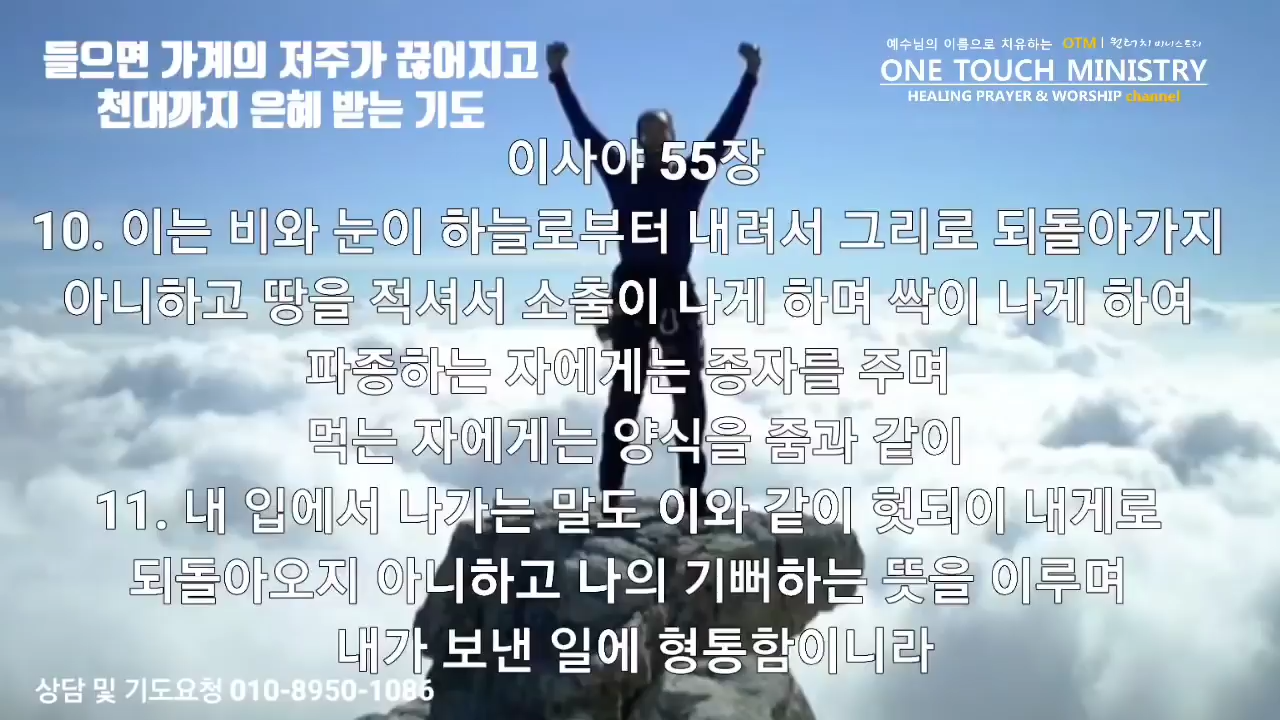 들으면 가계의 저주가 끊어지고
천대까지 은혜 받는 기도
예수님의 이름으로 치유하는 OTM | 원터치 미니스트리
ONE TOUCH MINISTRY
HEALING PRAYER & WORSHIP channel
이사야 55장
10. 이는 비와 눈이 하늘로부터 내려서 그리로 되돌아가지
아니하고 땅을 적셔서 소출이 나게 하며 싹이 나게 하여
파종하는 자에게는 종자를 주며
먹는 자에게는 양식을 줌과 같이
11. 내 입에서 나가는 말도 이와 같이 헛되이 내게로
되돌아오지 아니하고 나의 기뻐하는 뜻을 이루며
내가 보낸 일에 형통함이니라
상담 및 기도요청 010-8950-1086